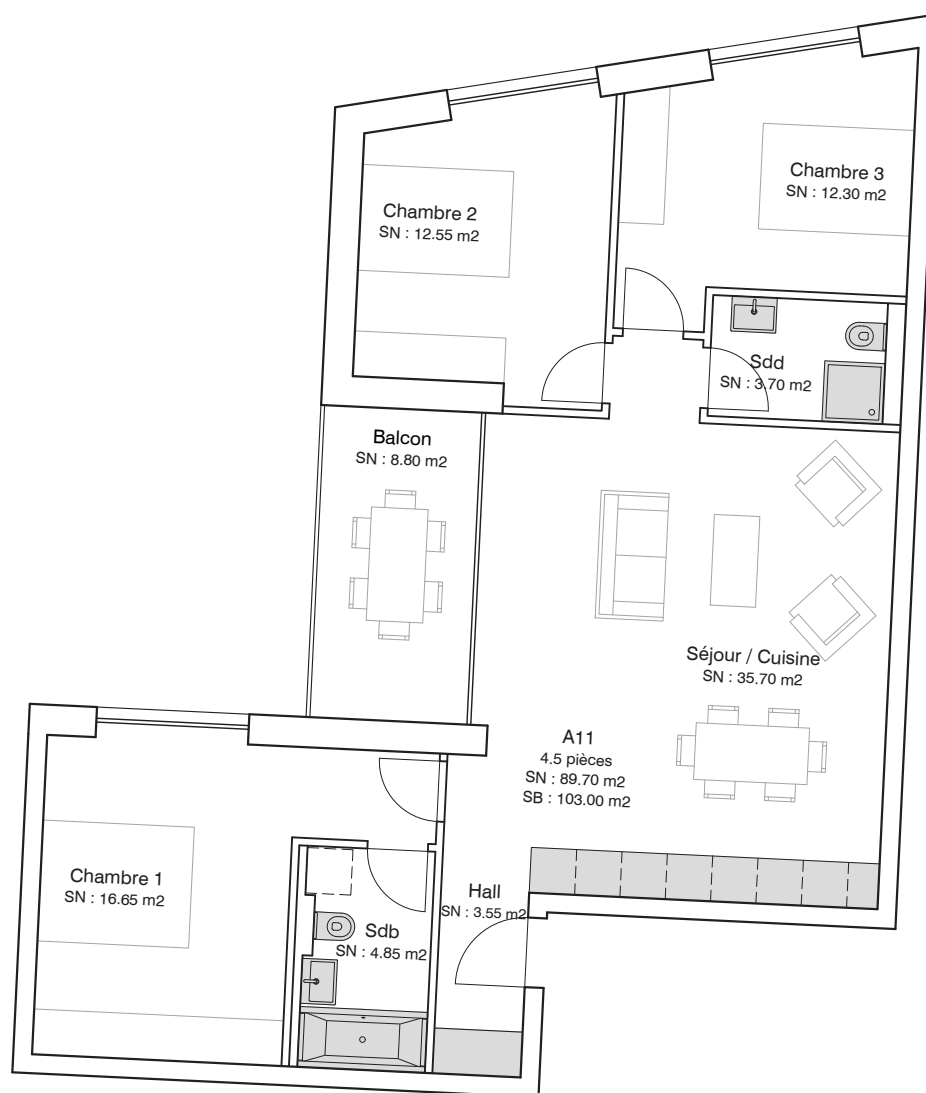 Chambre 3
SN : 12.30 m2
Chambre 2
SN : 12.55 m2
Sdd
SN : 3.70 m2
Balcon
SN : 8.80 m2
Séjour / Cuisine
SN : 35.70 m2
A11
4.5 pièces
SN : 89.70 m2
SB : 103.00 m2
Chambre 1
SN : 16.65 m2
Hall
SN : 3.55 m2
Sdb
SN : 4.85 m2